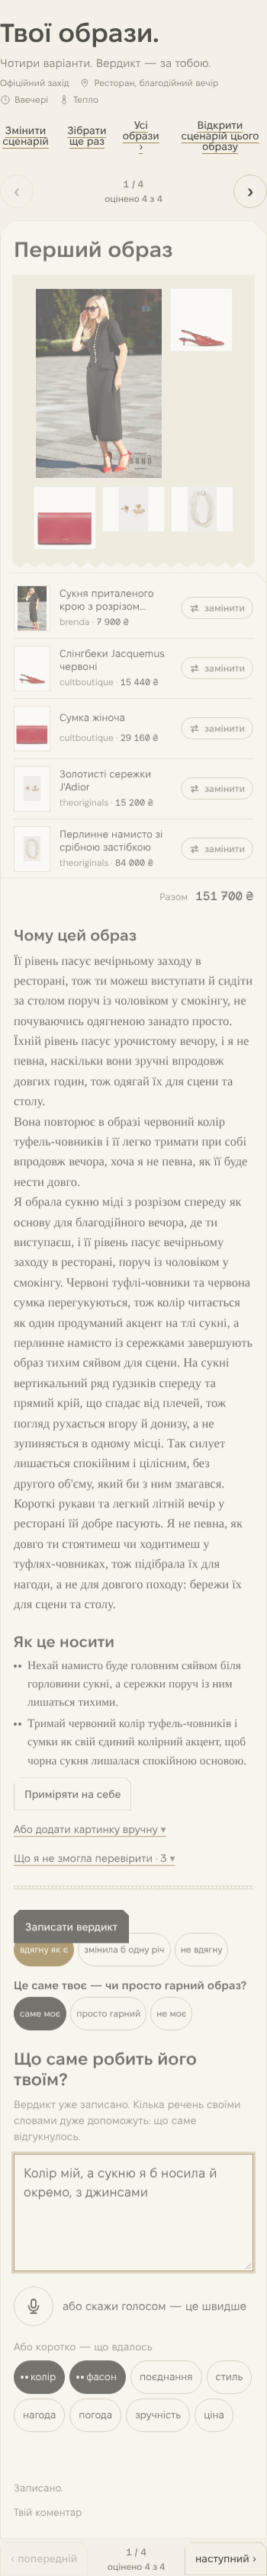 Твої образи.
Чотири варіанти. Вердикт — за тобою.
Офіційний захід Ресторан, благодійний вечір
Ввечері Тепло
Змінити сценарій
Зібрати ще раз
Усі образи ›
Відкрити сценарій цього образу
‹
1 / 4
оцінено 4 з 4
›
Перший образ
Сукня приталеного
крою з розрізом...
brenda · 7 900 ₴
⇄ замінити
Слінгбеки Jacquemus
червоні
cultboutique · 15 440 ₴
⇄ замінити
Сумка жіноча
cultboutique · 29 160 ₴
⇄ замінити
Золотисті сережки
J'Adior
theoriginals · 15 200 ₴
⇄ замінити
Перлинне намисто зі
срібною застібкою
theoriginals · 84 000 ₴
⇄ замінити
Разом 151 700 ₴
Чому цей образ
Її рівень пасує вечірньому заходу в
ресторані, тож ти можеш виступати й сидіти
за столом поруч із чоловіком у смокінгу, не
почуваючись одягненою занадто просто.
Їхній рівень пасує урочистому вечору, і я не
певна, наскільки вони зручні впродовж
довгих годин, тож одягай їх для сцени та
столу.
Вона повторює в образі червоний колір
туфель-човників і її легко тримати при собі
впродовж вечора, хоча я не певна, як її буде
нести довго.
Я обрала сукню міді з розрізом спереду як
основу для благодійного вечора, де ти
виступаєш, і її рівень пасує вечірньому
заходу в ресторані, поруч із чоловіком у
смокінгу. Червоні туфлі-човники та червона
сумка перегукуються, тож колір читається
як один продуманий акцент на тлі сукні, а
перлинне намисто із сережками завершують
образ тихим сяйвом для сцени. На сукні
вертикальний ряд ґудзиків спереду та
прямий крій, що спадає від плечей, тож
погляд рухається вгору й донизу, а не
зупиняється в одному місці. Так силует
лишається спокійним і цілісним, без
другого об'єму, який би з ним змагався.
Короткі рукави та легкий літній вечір у
ресторані їй добре пасують. Я не певна, як
довго ти стоятимеш чи ходитимеш у
туфлях-човниках, тож підібрала їх для
нагоди, а не для довгого походу: бережи їх
для сцени та столу.
Як це носити
•• Нехай намисто буде головним сяйвом біля
горловини сукні, а сережки поруч із ним
лишаться тихими.
•• Тримай червоний колір туфель-човників і
сумки як свій єдиний колірний акцент, щоб
чорна сукня лишалася спокійною основою.
Приміряти на себе
Або додати картинку вручну ▾
Що я не змогла перевірити · 3 ▾
Записати вердикт
вдягну як є
змінила б одну річ
не вдягну
Це саме твоє — чи просто гарний образ?
саме моє
просто гарний
не моє
Що саме робить його
твоїм?
Вердикт уже записано. Кілька речень своїми
словами дуже допоможуть: що саме
відгукнулось.
Колір мій, а сукню я б носила й
окремо, з джинсами
або скажи голосом — це швидше
Або коротко — що вдалось
•• колір
•• фасон
поєднання
стиль
нагода
погода
зручність
ціна
Записано.
Твій коментар
‹ попередній
1 / 4
оцінено 4 з 4
наступний ›